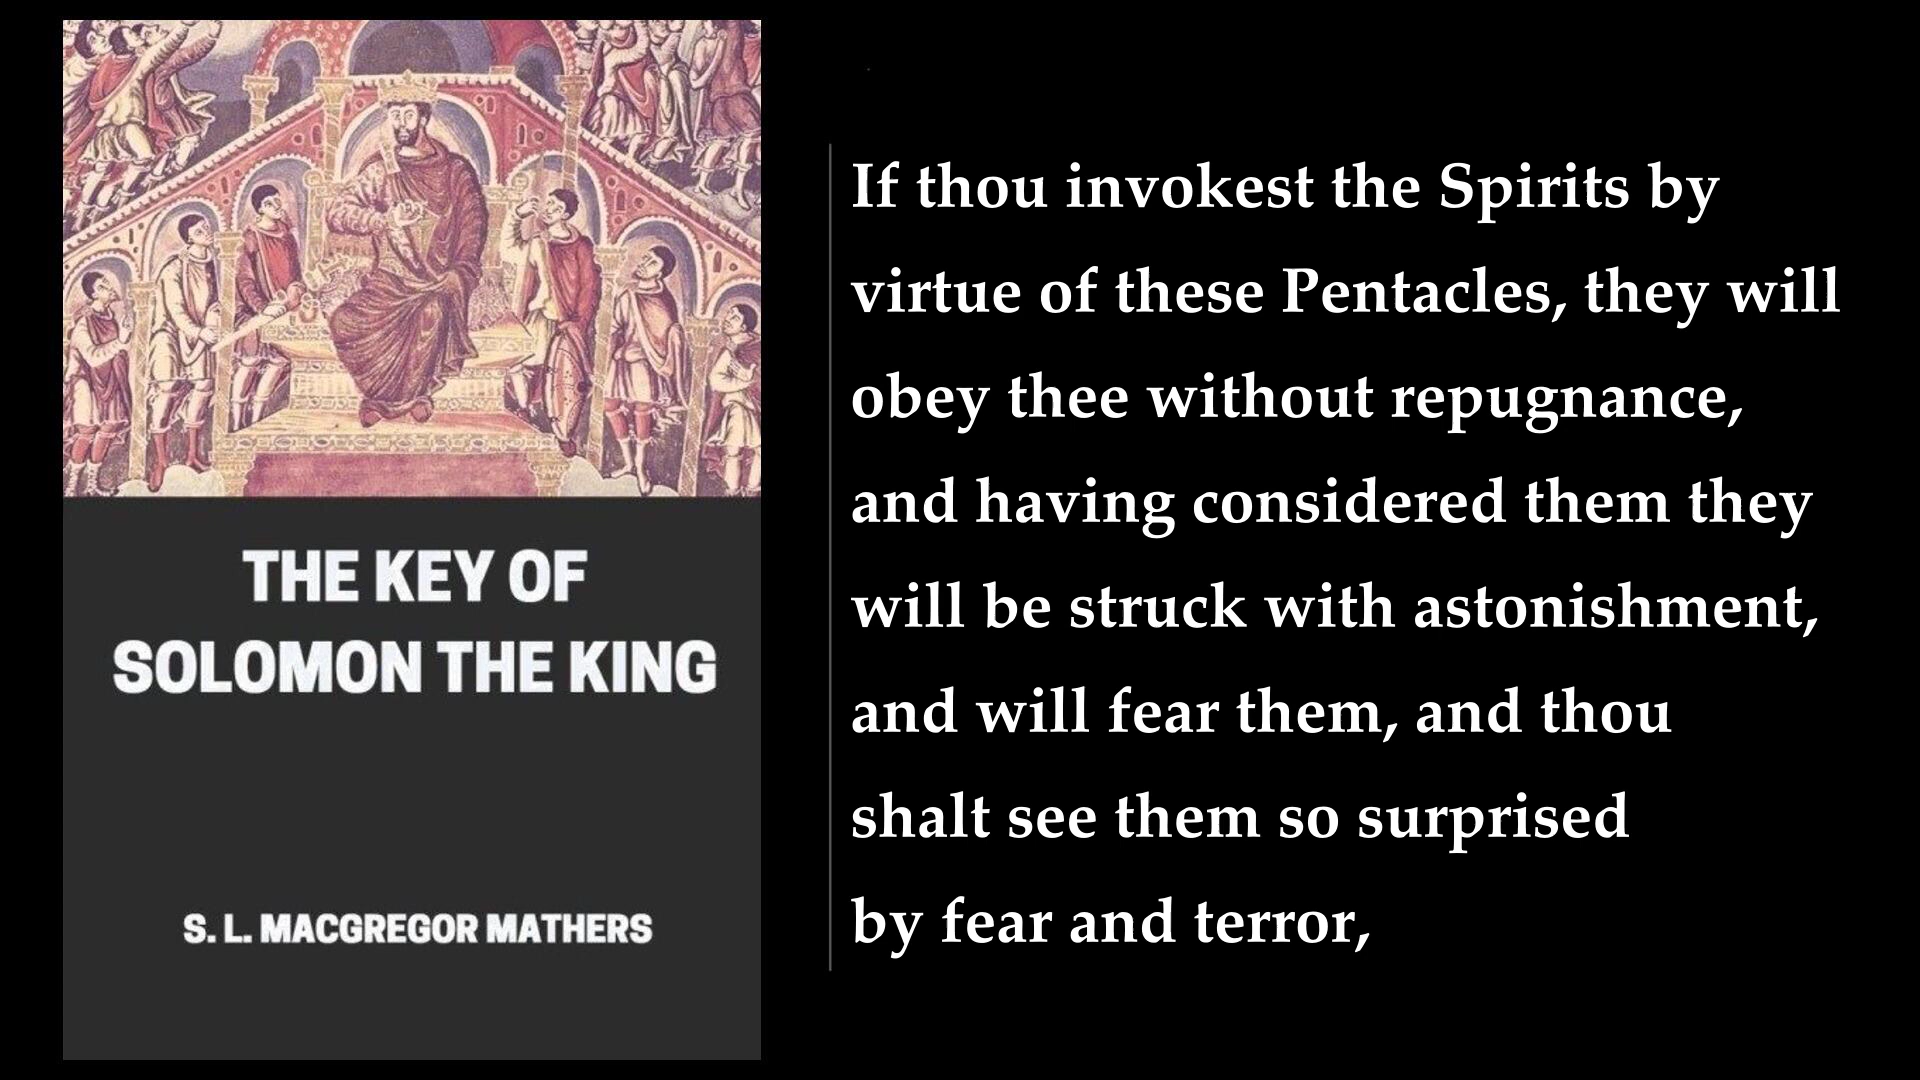 THE KEY OF
SOLOMON THE KING
S. L. MACGREGOR MATHERS
If thou invokest the Spirits by
virtue of these Pentacles, they will
obey thee without repugnance,
and having considered them they
will be struck with astonishment,
and will fear them, and thou
shalt see them so surprised
by fear and terror,